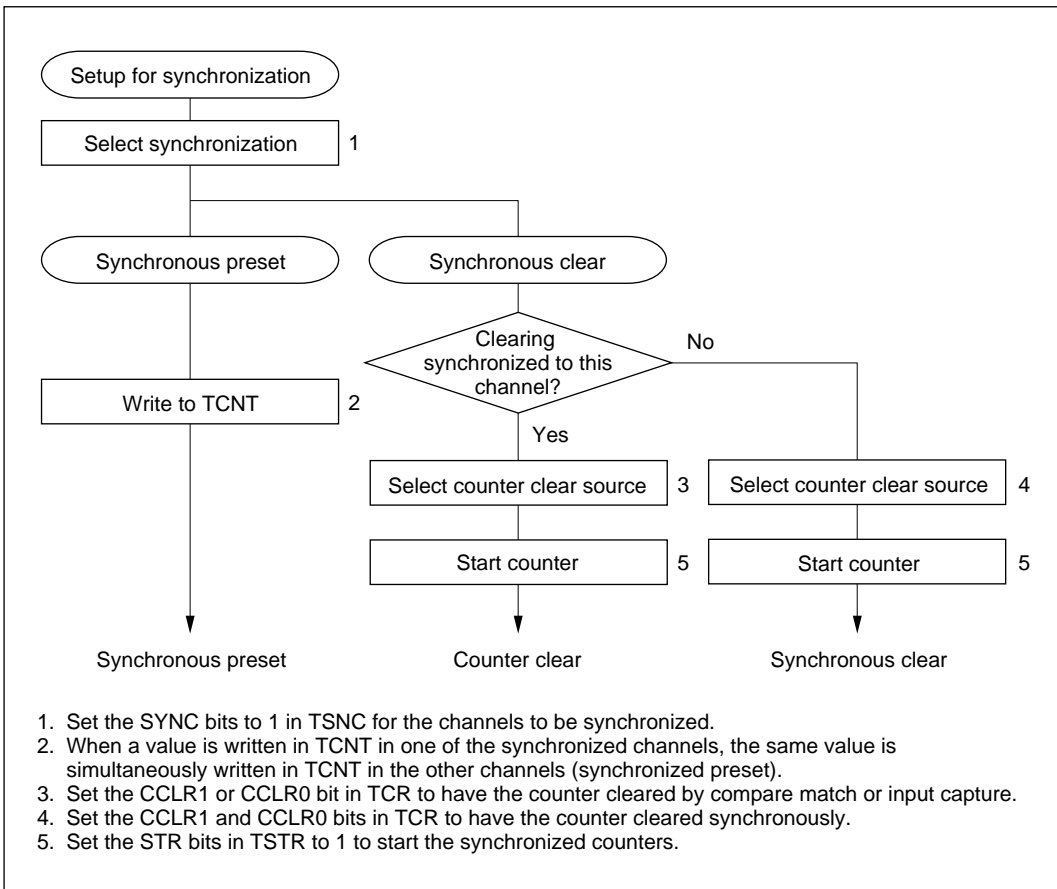 Setup for synchronization
Select synchronization 1
Synchronous preset
Synchronous clear
Clearing
synchronized to this
channel?
No
Write to TCNT 2
Yes
Select counter clear source 3
Select counter clear source 4
Start counter 5
Start counter 5
Synchronous preset
Counter clear
Synchronous clear
1. Set the SYNC bits to 1 in TSNC for the channels to be synchronized.
2. When a value is written in TCNT in one of the synchronized channels, the same value is
simultaneously written in TCNT in the other channels (synchronized preset).
3. Set the CCLR1 or CCLR0 bit in TCR to have the counter cleared by compare match or input capture.
4. Set the CCLR1 and CCLR0 bits in TCR to have the counter cleared synchronously.
5. Set the STR bits in TSTR to 1 to start the synchronized counters.